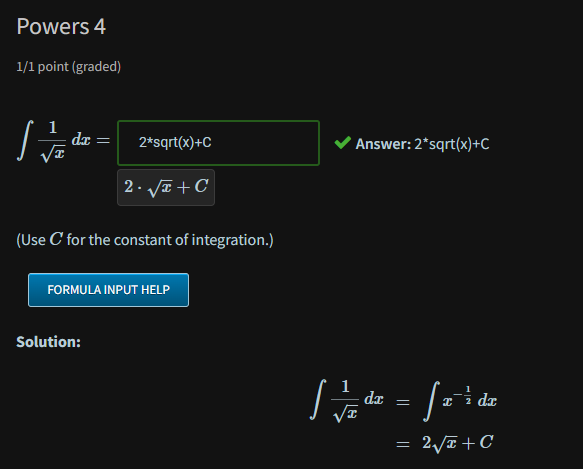 Powers 4
1/1 point (graded)
∫ 1/√x dx = 2*sqrt(x)+C ✔ Answer: 2*sqrt(x)+C
2 · √x + C
(Use C for the constant of integration.)
FORMULA INPUT HELP
Solution:
∫ 1/√x dx = ∫ x^(-1/2) dx
= 2√x + C